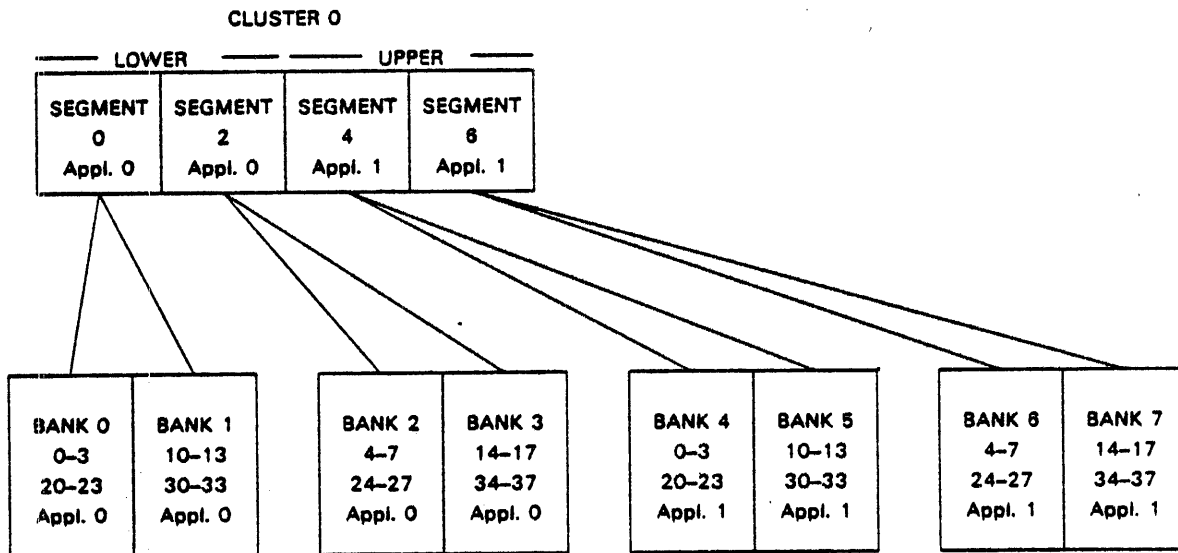 CLUSTER 0
LOWER UPPER
SEGMENT SEGMENT SEGMENT SEGMENT
0 2 4 6
Appl. 0 Appl. 0 Appl. 1 Appl. 1
BANK 0 BANK 1 BANK 2 BANK 3 BANK 4 BANK 5 BANK 6 BANK 7
0–3 10–13 4–7 14–17 0–3 10–13 4–7 14–17
20–23 30–33 24–27 34–37 20–23 30–33 24–27 34–37
Appl. 0 Appl. 0 Appl. 0 Appl. 0 Appl. 1 Appl. 1 Appl. 1 Appl. 1